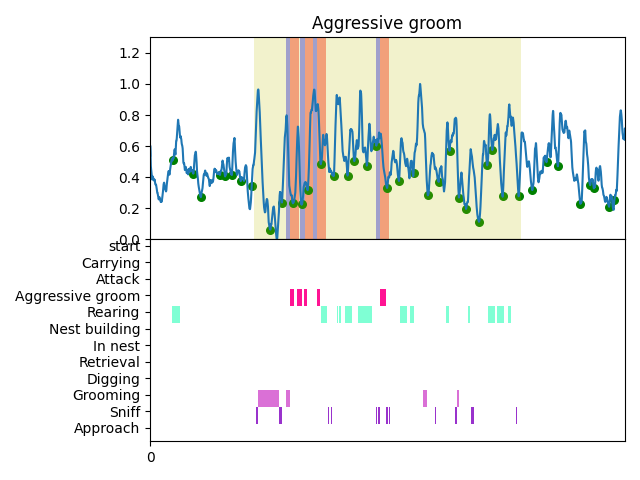 Aggressive groom
1.2
1.0
0.8
0.6
0.4
0.2
0.0
start
Carrying
Attack
Aggressive groom
Rearing
Nest building
In nest
Retrieval
Digging
Grooming
Sniff
Approach
0